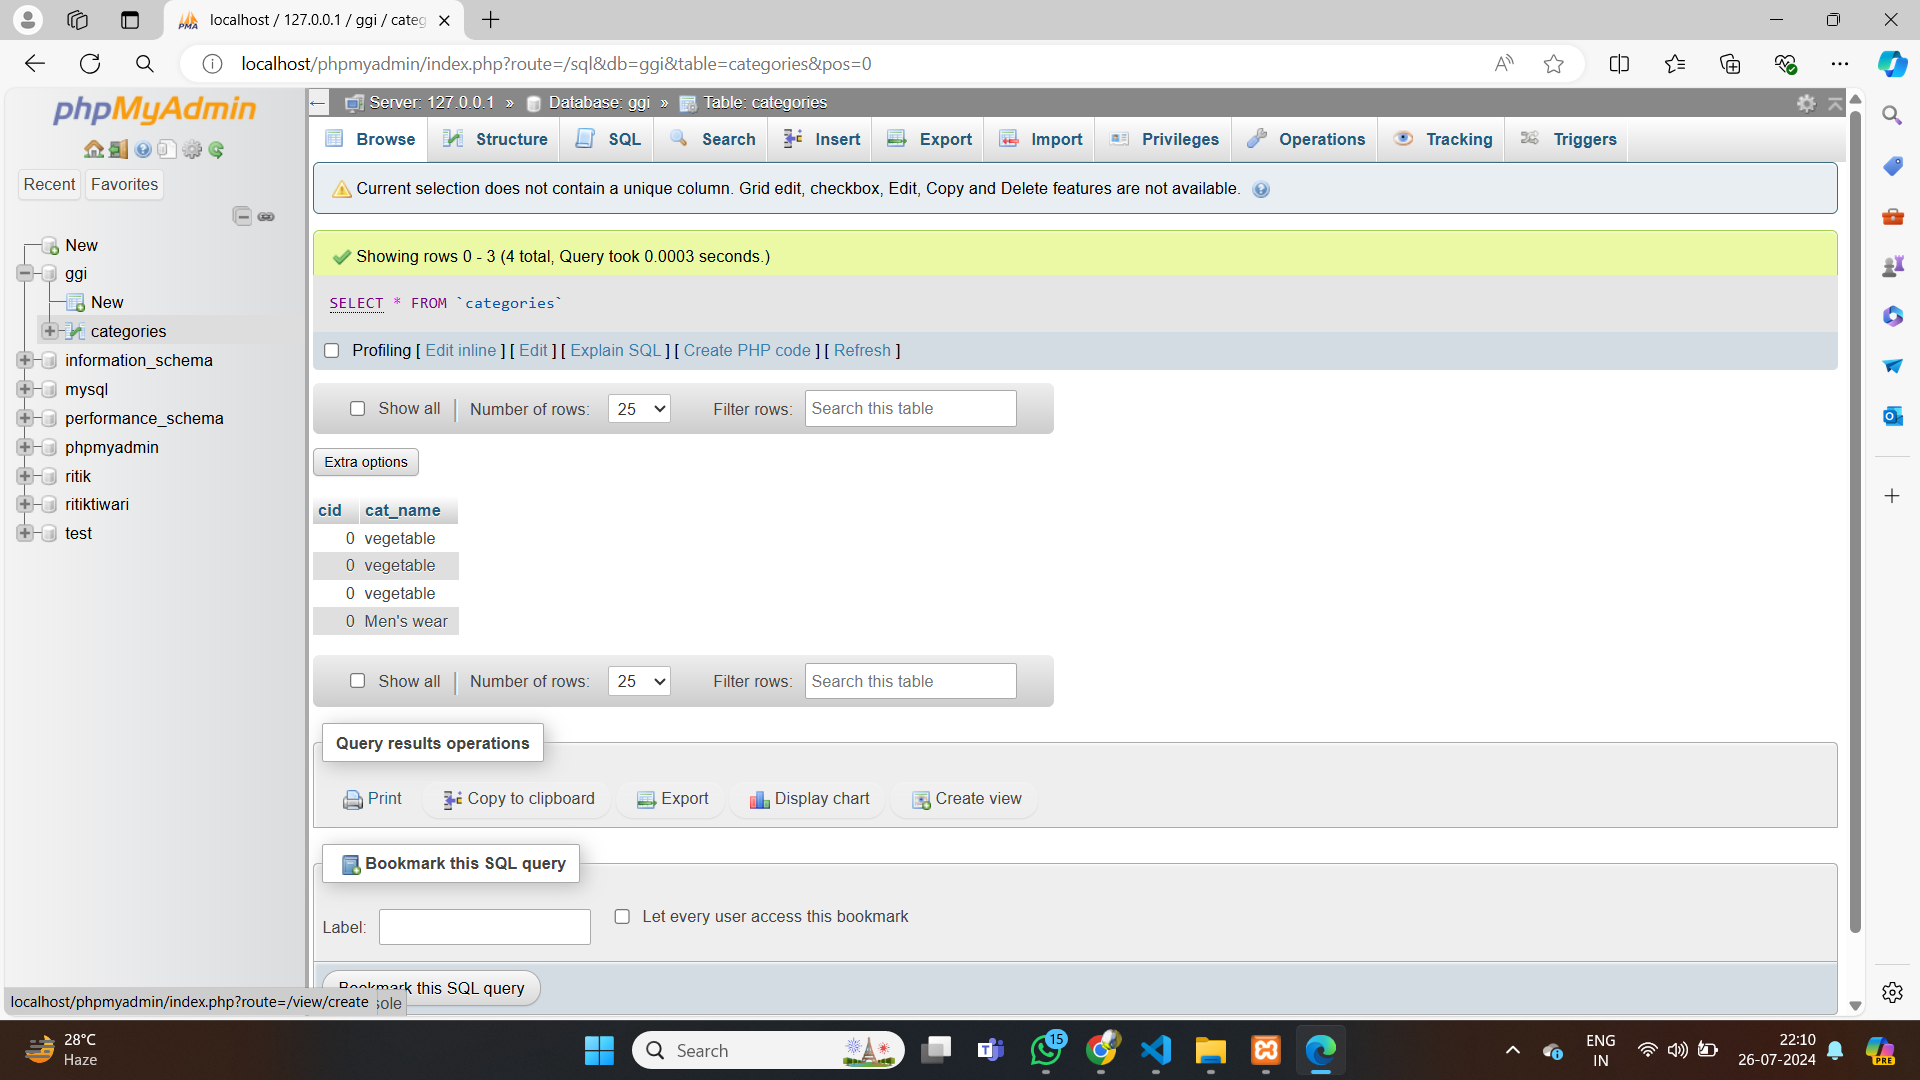 localhost / 127.0.0.1 / ggi / categ
localhost/phpmyadmin/index.php?route=/sql&db=ggi&table=categories&pos=0
phpMyAdmin
Recent Favorites
New
ggi
New
categories
information_schema
mysql
performance_schema
phpmyadmin
ritik
ritiktiwari
test
Server: 127.0.0.1 » Database: ggi » Table: categories
Browse Structure SQL Search Insert Export Import Privileges Operations Tracking Triggers
Current selection does not contain a unique column. Grid edit, checkbox, Edit, Copy and Delete features are not available.
Showing rows 0 - 3 (4 total, Query took 0.0003 seconds.)
SELECT * FROM `categories`
Profiling [ Edit inline ] [ Edit ] [ Explain SQL ] [ Create PHP code ] [ Refresh ]
Show all | Number of rows: 25 Filter rows: Search this table
Extra options
cid cat_name
0 vegetable
0 vegetable
0 vegetable
0 Men's wear
Show all | Number of rows: 25 Filter rows: Search this table
Query results operations
Print Copy to clipboard Export Display chart Create view
Bookmark this SQL query
Label: Let every user access this bookmark
Bookmark this SQL query
localhost/phpmyadmin/index.php?route=/view/create sole
28°C
Haze
Search
15
ENG
IN
22:10
26-07-2024
PRE